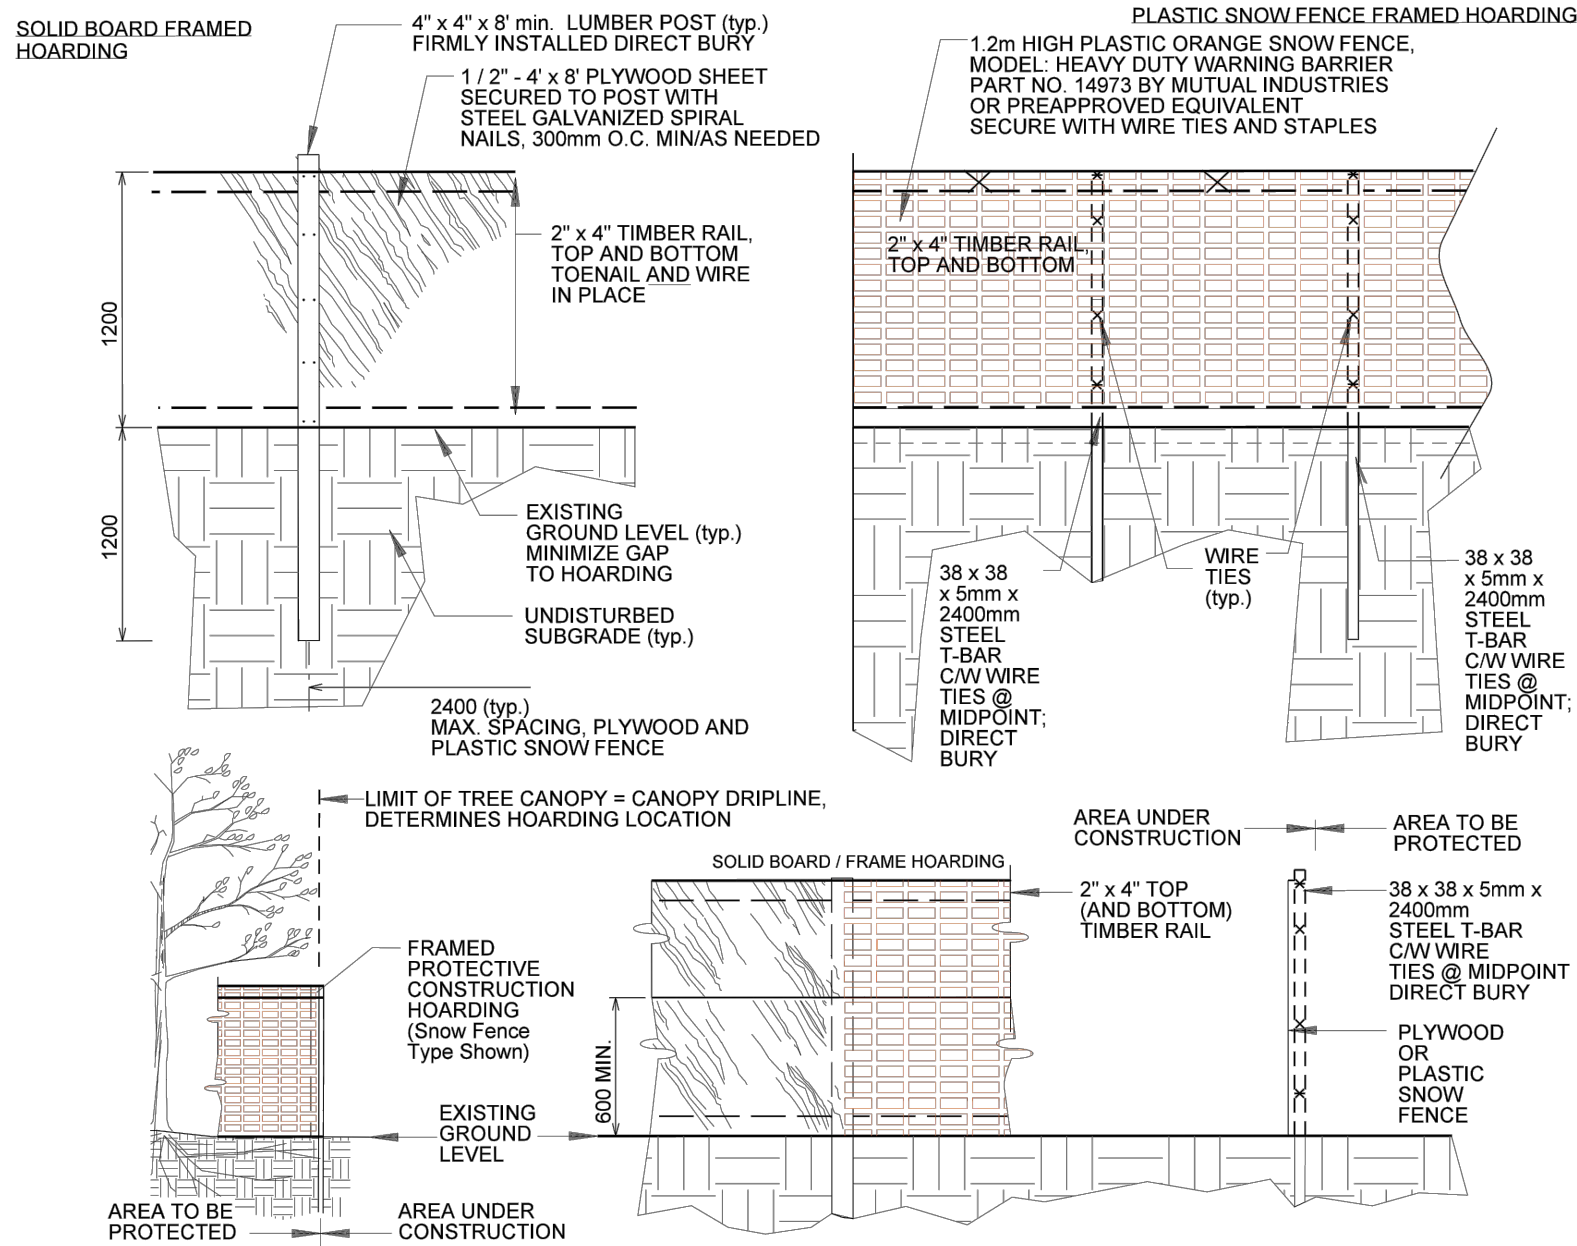 SOLID BOARD FRAMED
HOARDING
4" x 4" x 8' min. LUMBER POST (typ.)
FIRMLY INSTALLED DIRECT BURY
1 / 2" - 4' x 8' PLYWOOD SHEET
SECURED TO POST WITH
STEEL GALVANIZED SPIRAL
NAILS, 300mm O.C. MIN/AS NEEDED
2" x 4" TIMBER RAIL,
TOP AND BOTTOM
TOENAIL AND WIRE
IN PLACE
1200
1200
EXISTING
GROUND LEVEL (typ.)
MINIMIZE GAP
TO HOARDING
UNDISTURBED
SUBGRADE (typ.)
2400 (typ.)
MAX. SPACING, PLYWOOD AND
PLASTIC SNOW FENCE
PLASTIC SNOW FENCE FRAMED HOARDING
1.2m HIGH PLASTIC ORANGE SNOW FENCE,
MODEL: HEAVY DUTY WARNING BARRIER
PART NO. 14973 BY MUTUAL INDUSTRIES
OR PREAPPROVED EQUIVALENT
SECURE WITH WIRE TIES AND STAPLES
2" x 4" TIMBER RAIL,
TOP AND BOTTOM
38 x 38
x 5mm x
2400mm
STEEL
T-BAR
C/W WIRE
TIES @
MIDPOINT;
DIRECT
BURY
WIRE
TIES
(typ.)
38 x 38
x 5mm x
2400mm
STEEL
T-BAR
C/W WIRE
TIES @
MIDPOINT;
DIRECT
BURY
LIMIT OF TREE CANOPY = CANOPY DRIPLINE,
DETERMINES HOARDING LOCATION
FRAMED
PROTECTIVE
CONSTRUCTION
HOARDING
(Snow Fence
Type Shown)
EXISTING
GROUND
LEVEL
AREA TO BE
PROTECTED
AREA UNDER
CONSTRUCTION
SOLID BOARD / FRAME HOARDING
600 MIN.
2" x 4" TOP
(AND BOTTOM)
TIMBER RAIL
AREA UNDER
CONSTRUCTION
AREA TO BE
PROTECTED
38 x 38 x 5mm x
2400mm
STEEL T-BAR
C/W WIRE
TIES @ MIDPOINT
DIRECT BURY
PLYWOOD
OR
PLASTIC
SNOW
FENCE